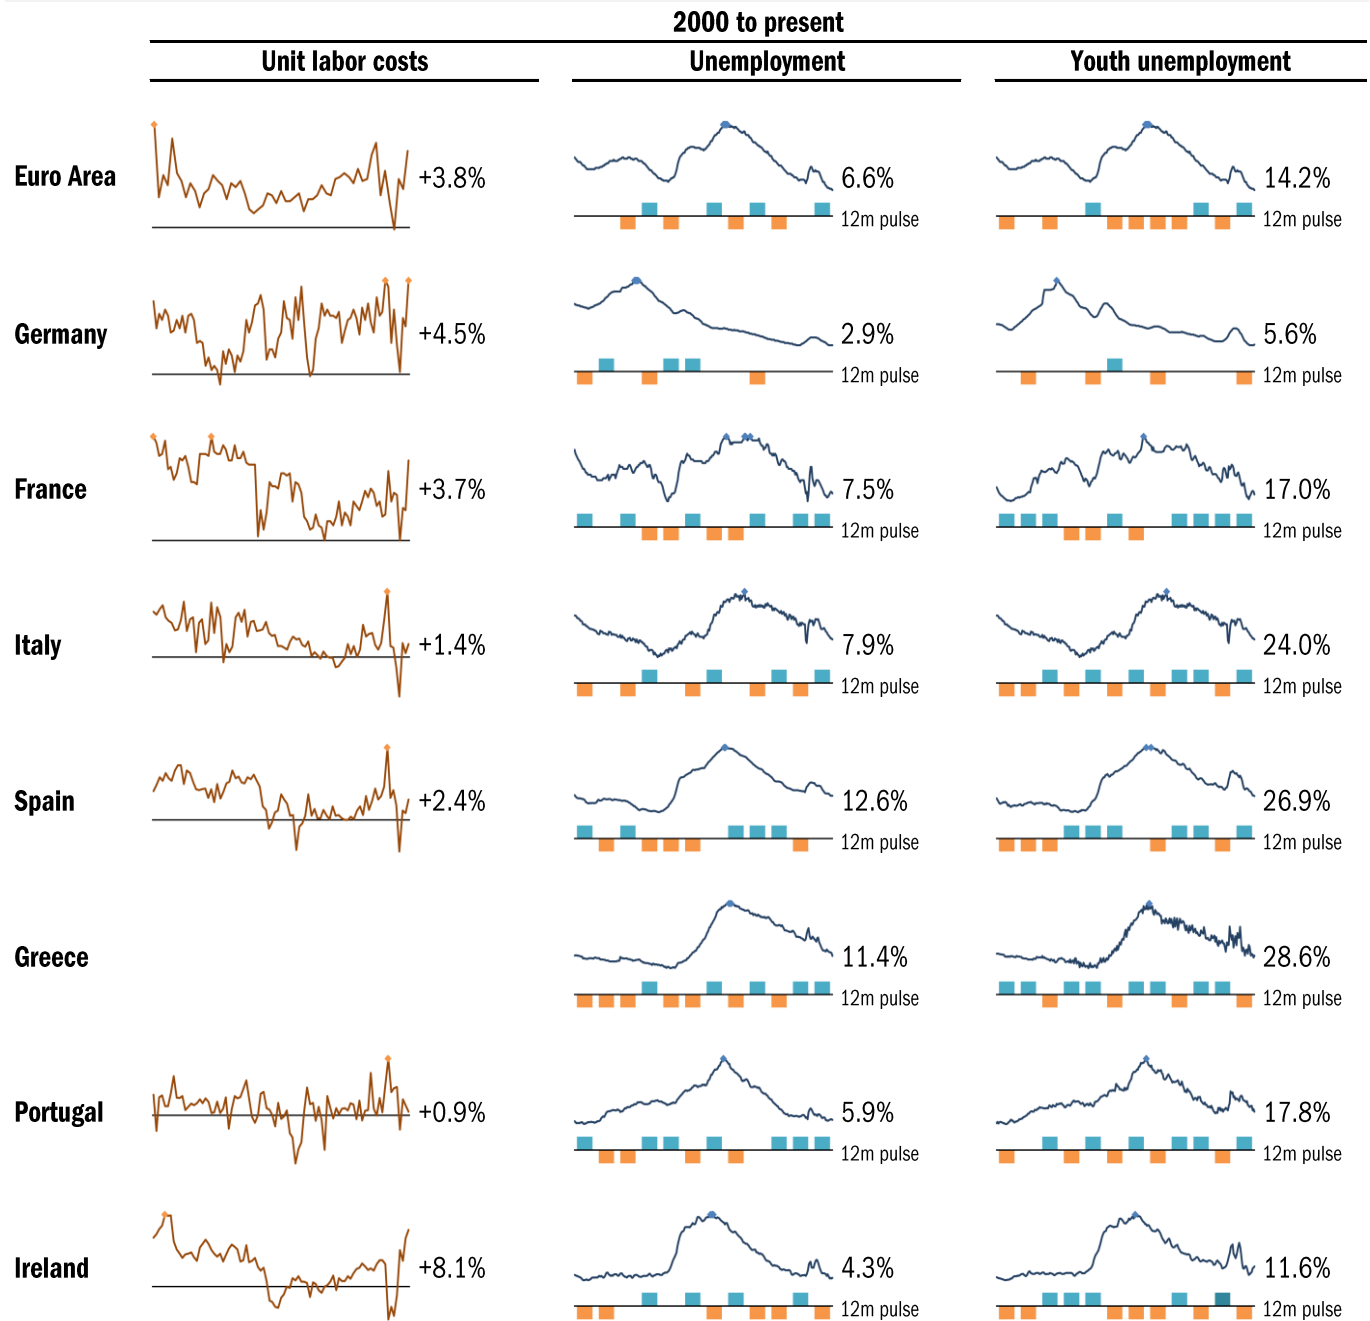 2000 to present
Unit labor costs Unemployment Youth unemployment
Euro Area +3.8% 6.6% 14.2%
12m pulse 12m pulse
Germany +4.5% 2.9% 5.6%
12m pulse 12m pulse
France +3.7% 7.5% 17.0%
12m pulse 12m pulse
Italy +1.4% 7.9% 24.0%
12m pulse 12m pulse
Spain +2.4% 12.6% 26.9%
12m pulse 12m pulse
Greece 11.4% 28.6%
12m pulse 12m pulse
Portugal +0.9% 5.9% 17.8%
12m pulse 12m pulse
Ireland +8.1% 4.3% 11.6%
12m pulse 12m pulse